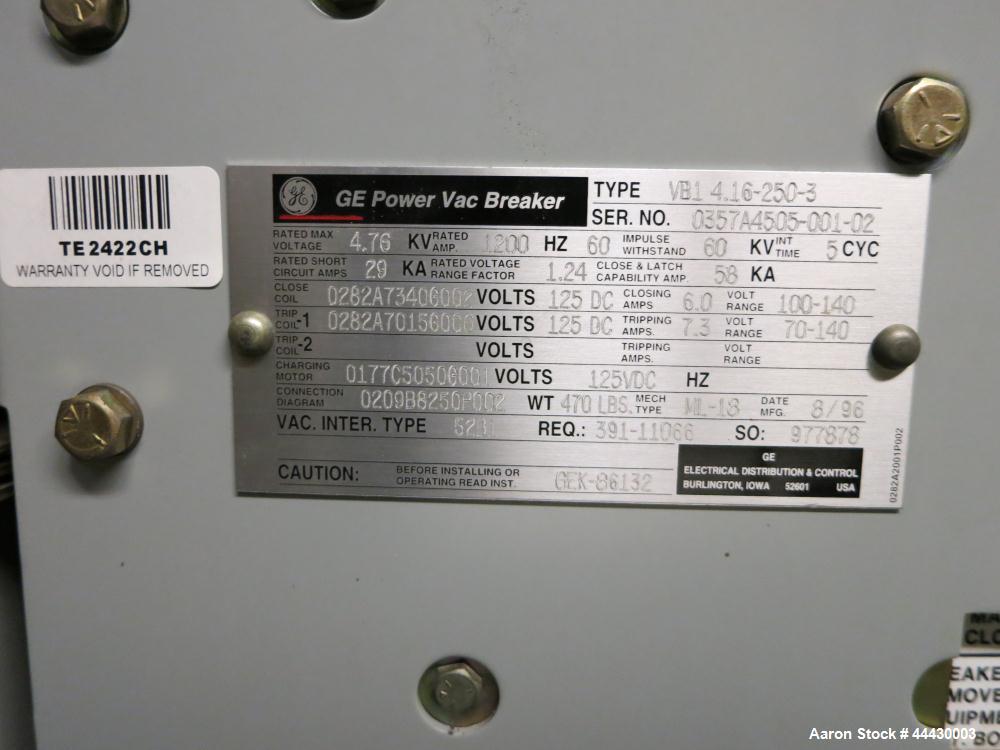 TE2422CH
WARRANTY VOID IF REMOVED
GE Power Vac Breaker
TYPE VB1 4.16-250-3
SER. NO. 0357A4505-001-02
RATED MAX VOLTAGE 4.76 KV RATED AMP. 1200 HZ 60 IMPULSE WITHSTAND 60 KV INT TIME 5 CYC
RATED SHORT CIRCUIT AMPS 29 KA RATED VOLTAGE RANGE FACTOR 1.24 CLOSE & LATCH CAPABILITY AMP. 58 KA
CLOSE COIL VOLTS 125 DC CLOSING AMPS 6.0 VOLT RANGE 100-140
TRIP COIL-1 VOLTS 125 DC TRIPPING AMPS. 7.3 VOLT RANGE 70-140
TRIP COIL-2 VOLTS TRIPPING AMPS. VOLT RANGE
CHARGING MOTOR 0177C5050G001 VOLTS 125VDC HZ
CONNECTION DIAGRAM 0209B8250P002 WT 470 LBS. MECH TYPE ML-18 DATE MFG. 8/96
VAC. INTER. TYPE REQ.: 391-11066 SO: 977878
CAUTION: BEFORE INSTALLING OR OPERATING READ INST. GEK-86132
GE
ELECTRICAL DISTRIBUTION & CONTROL
BURLINGTON, IOWA 52601 USA
0282A2001P002
CLO
EAKE
MOVE
UIPME
BO
Aaron Stock # 44430003